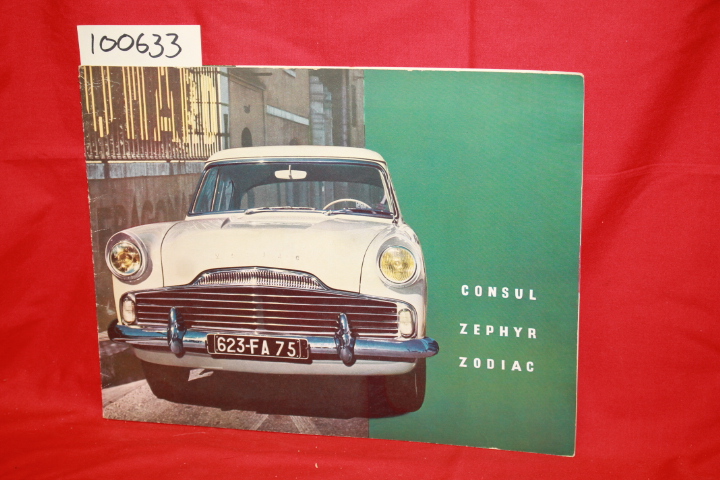 100633
CONSUL
ZEPHYR
ZODIAC
623-FA 75